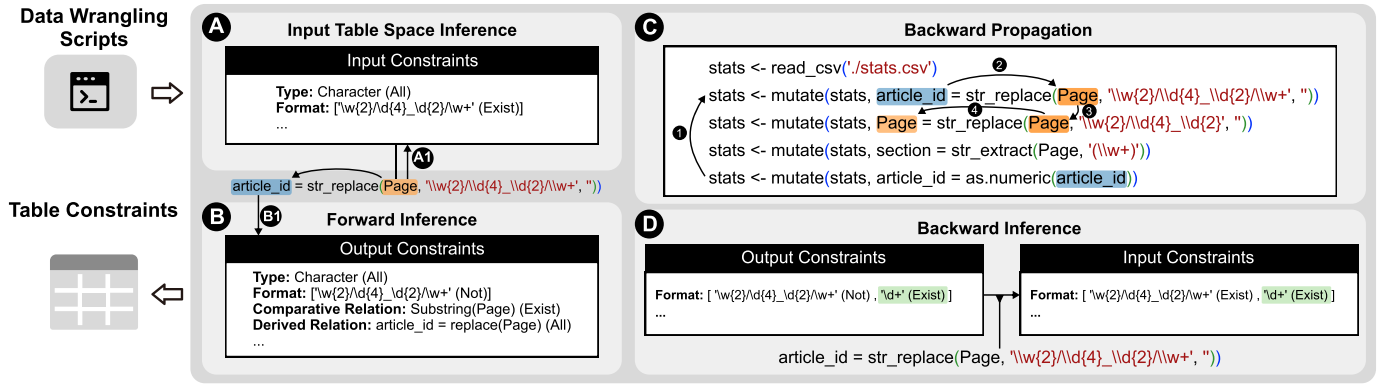 Data Wrangling
Scripts
Table Constraints
A
Input Table Space Inference
Input Constraints
Type: Character (All)
Format: ['\w{2}/\d{4}_\d{2}/\w+' (Exist)]
...
A1
article_id = str_replace(Page, '\\w{2}/\\d{4}_\\d{2}/\\w+', ''))
B1
B
Forward Inference
Output Constraints
Type: Character (All)
Format: ['\w{2}/\d{4}_\d{2}/\w+' (Not)]
Comparative Relation: Substring(Page) (Exist)
Derived Relation: article_id = replace(Page) (All)
...
C
Backward Propagation
stats <- read_csv('./stats.csv')
2
stats <- mutate(stats, article_id = str_replace(Page, '\\w{2}/\\d{4}_\\d{2}/\\w+', ''))
4
3
1
stats <- mutate(stats, Page = str_replace(Page, '\\w{2}/\\d{4}_\\d{2}', ''))
stats <- mutate(stats, section = str_extract(Page, '(\\w+)'))
stats <- mutate(stats, article_id = as.numeric(article_id))
D
Backward Inference
Output Constraints
Format: [ '\w{2}/\d{4}_\d{2}/\w+' (Not) , '\d+' (Exist) ]
...
Input Constraints
Format: [ '\w{2}/\d{4}_\d{2}/\w+' (Exist) , '\d+' (Exist) ]
...
article_id = str_replace(Page, '\\w{2}/\\d{4}_\\d{2}/\\w+', ''))